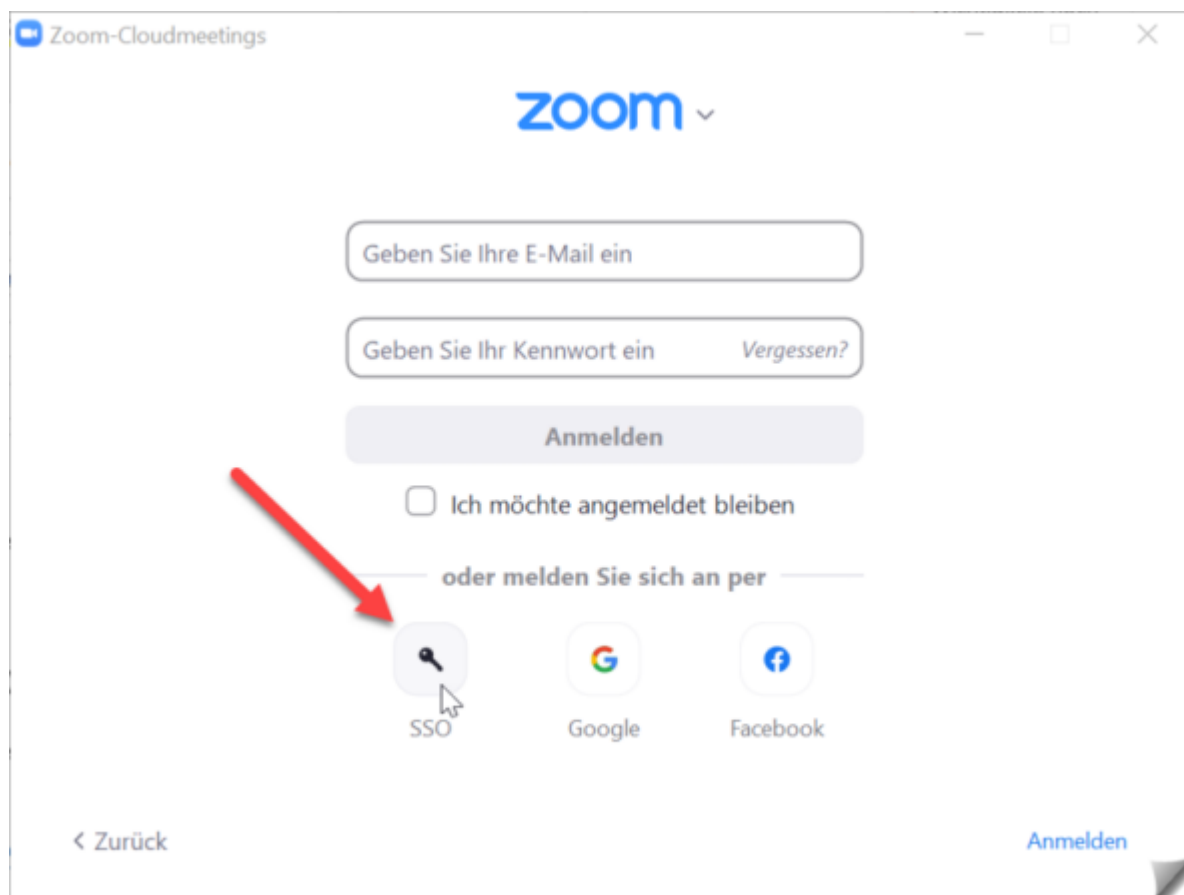 Zoom-Cloudmeetings
zoom
Geben Sie Ihre E-Mail ein
Geben Sie Ihr Kennwort ein Vergessen?
Anmelden
Ich möchte angemeldet bleiben
oder melden Sie sich an per
SSO Google Facebook
< Zurück Anmelden